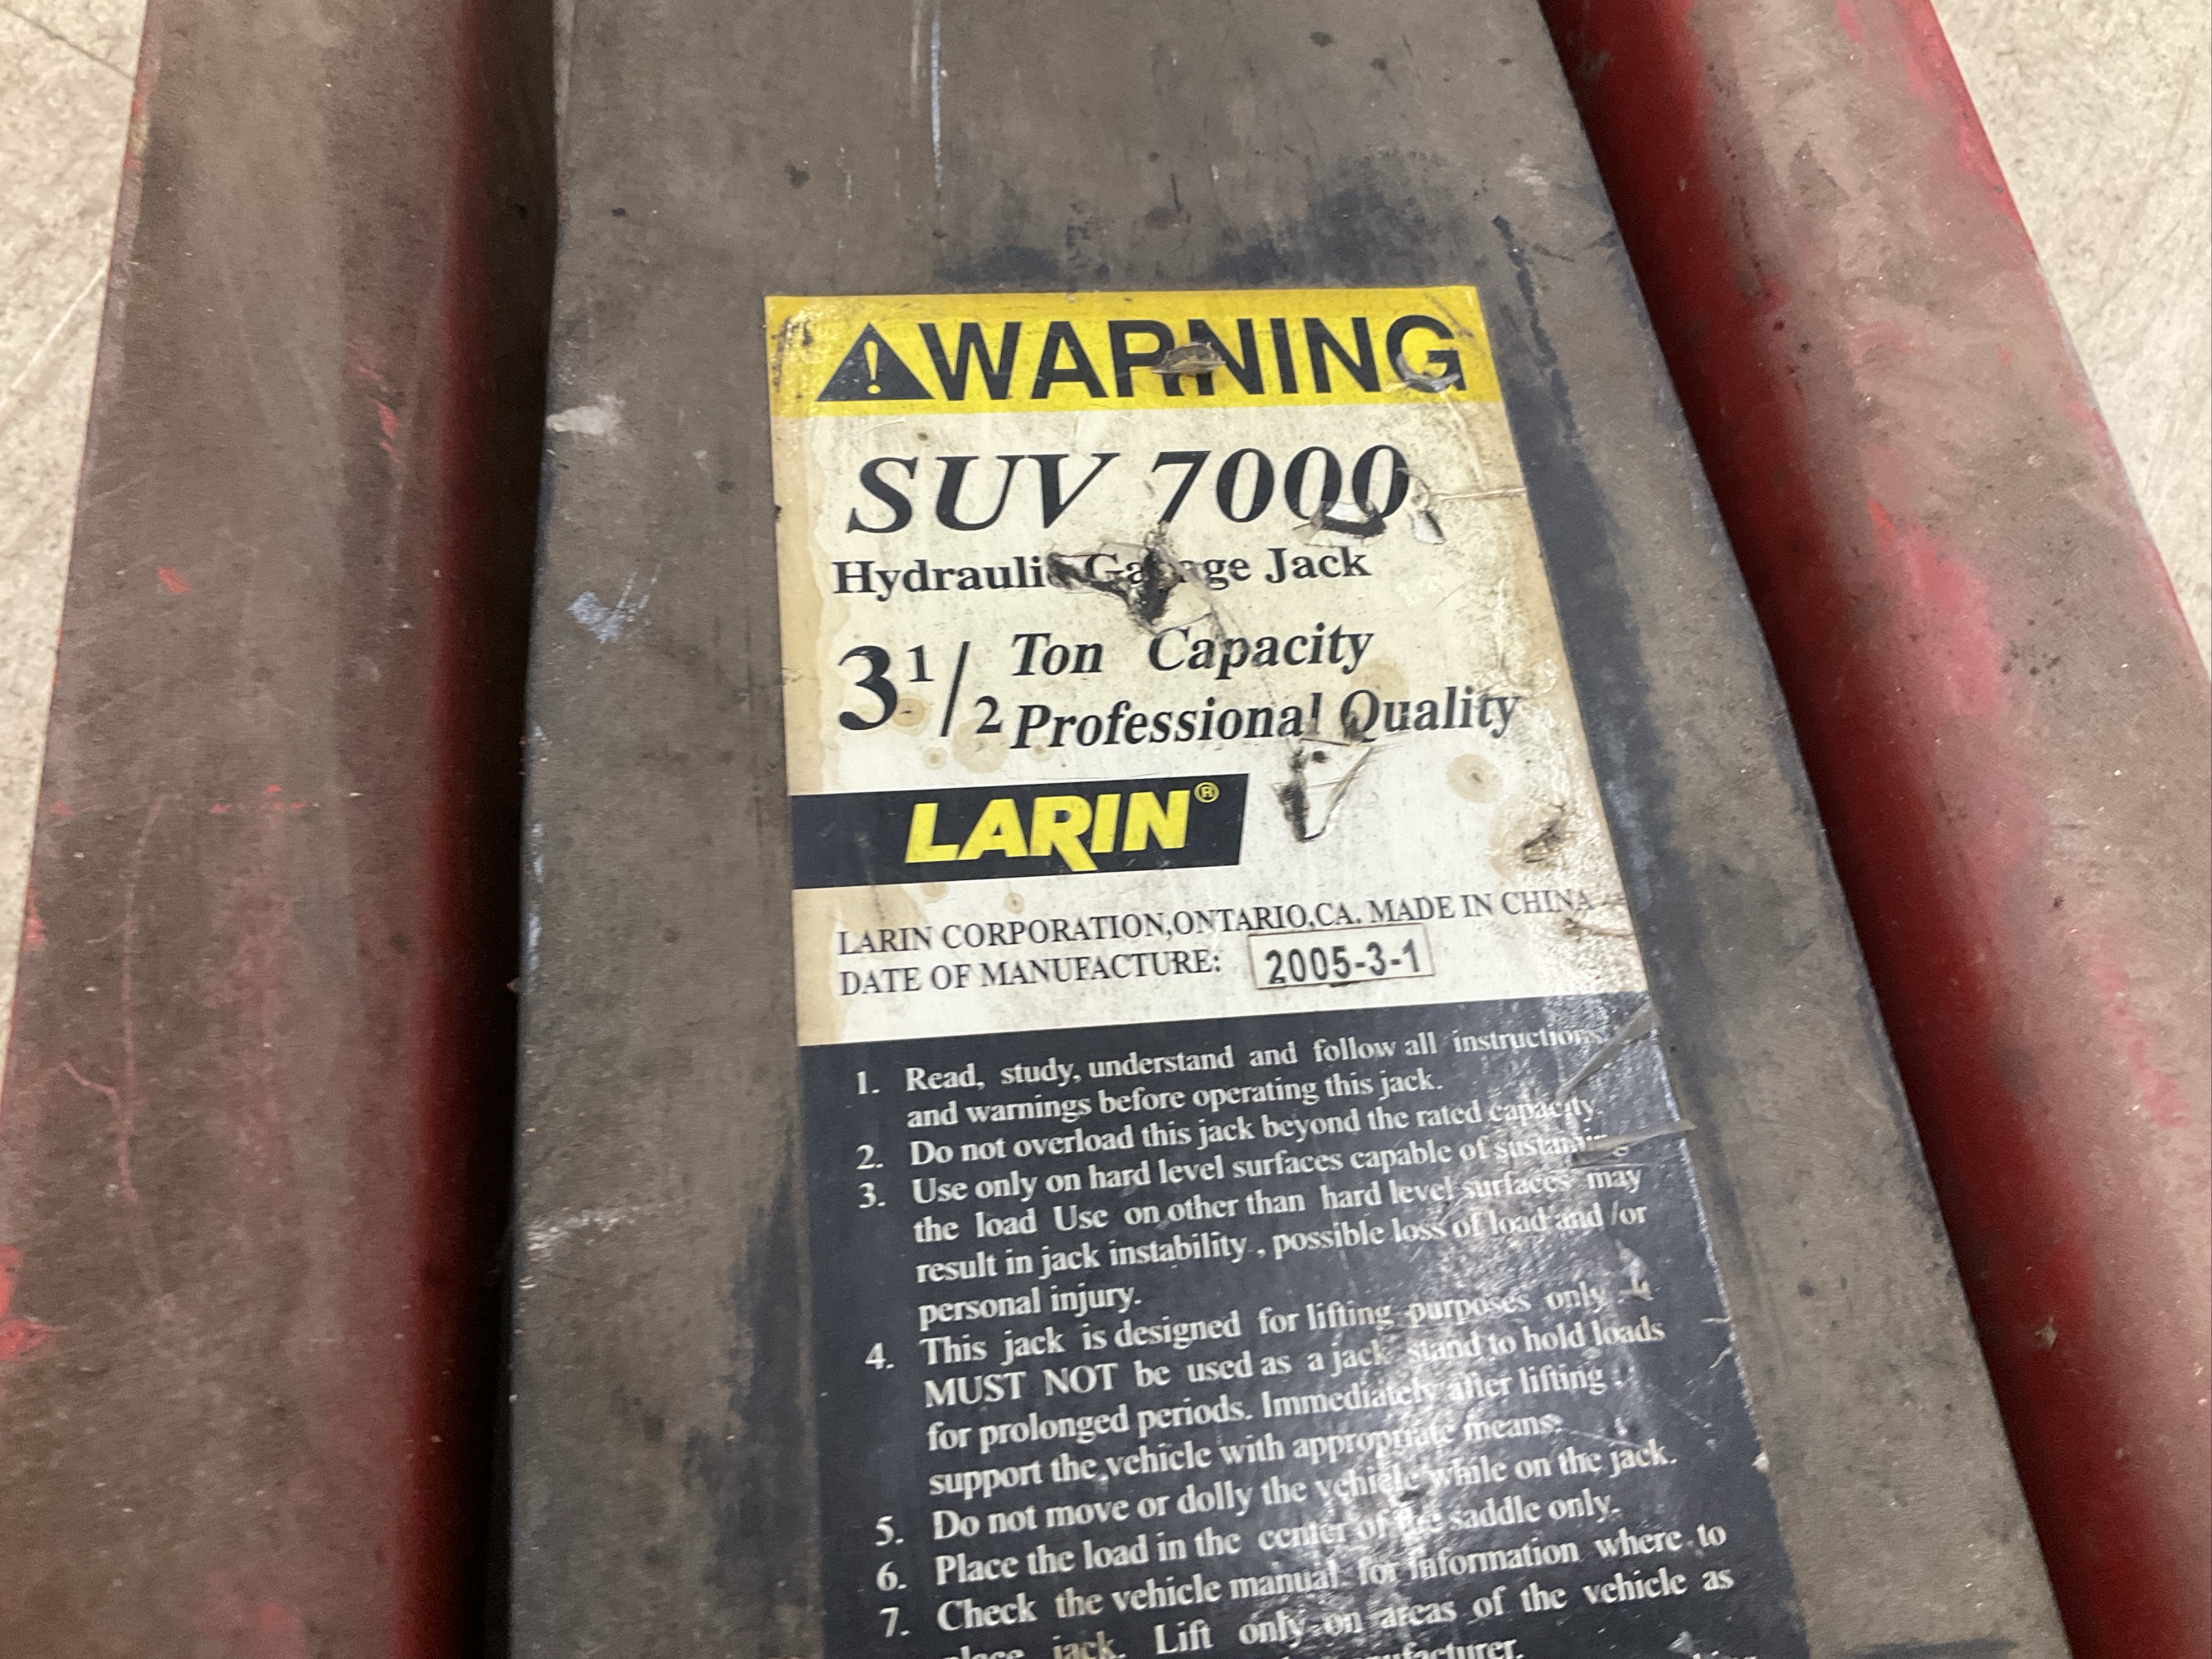 WARNING
SUV 7000
Hydraulic Garage Jack
3 1/2 Ton Capacity
Professional Quality
LARIN®
LARIN CORPORATION,ONTARIO,CA. MADE IN CHINA
DATE OF MANUFACTURE: 2005-3-1
1. Read, study, understand and follow all instructions
and warnings before operating this jack.
2. Do not overload this jack beyond the rated capacity.
3. Use only on hard level surfaces capable of sustaining
the load Use on other than hard level surfaces may
result in jack instability, possible loss of load and /or
personal injury.
4. This jack is designed for lifting purposes only
MUST NOT be used as a jack stand to hold loads
for prolonged periods. Immediately after lifting
support the vehicle with appropriate means.
5. Do not move or dolly the vehicle while on the jack.
6. Place the load in the center of the saddle only.
7. Check the vehicle manual for information where to
place jack. Lift only on areas of the vehicle as